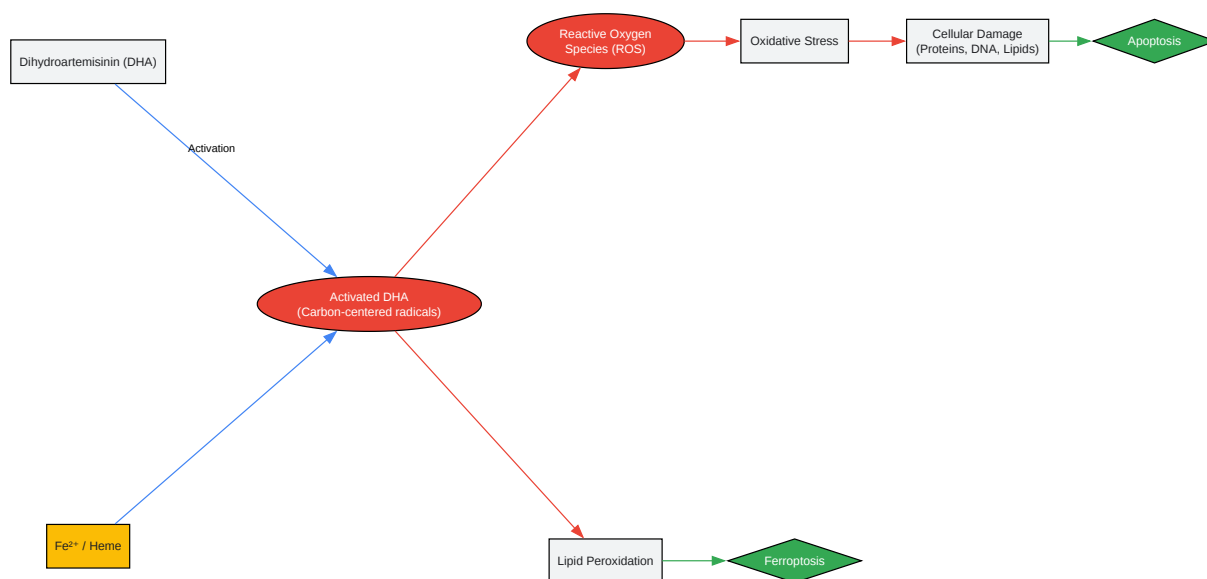 Dihydroartemisinin (DHA)
Activation
Fe²⁺ / Heme
Activated DHA
(Carbon-centered radicals)
Reactive Oxygen
Species (ROS)
Oxidative Stress
Cellular Damage
(Proteins, DNA, Lipids)
Apoptosis
Lipid Peroxidation
Ferroptosis